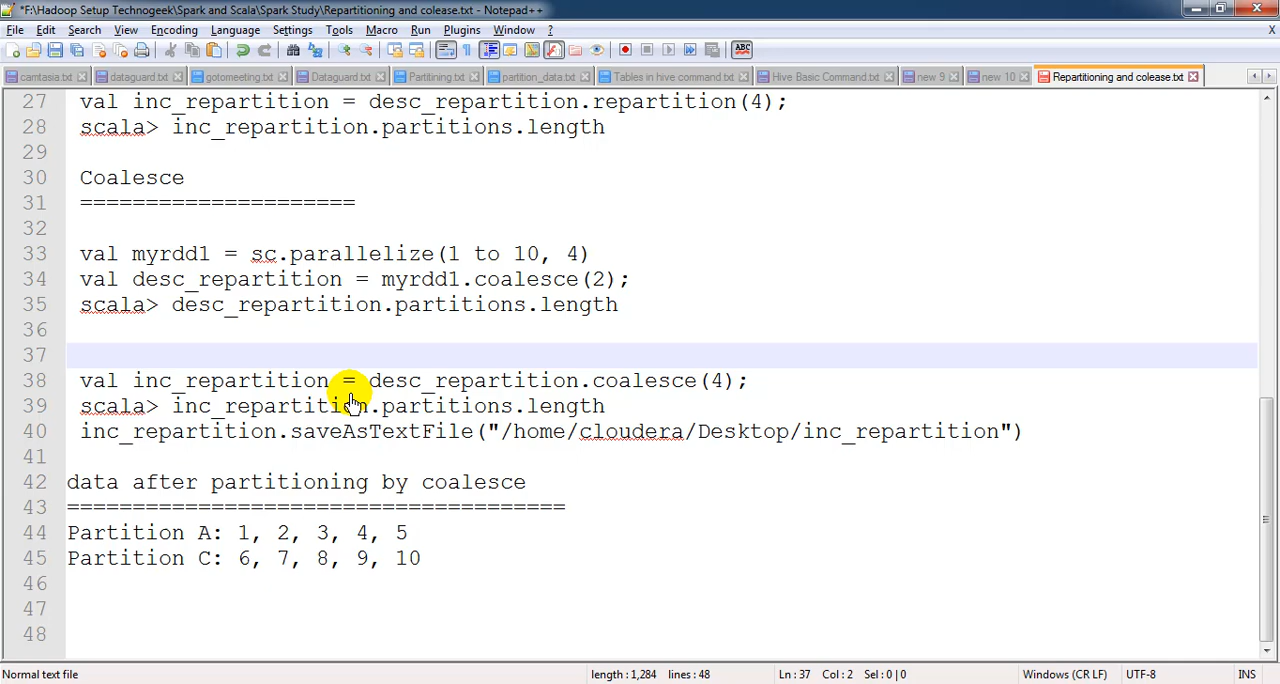 *F:\Hadoop Setup Technogeek\Spark and Scala\Spark Study\Repartitioning and colease.txt - Notepad++
File Edit Search View Encoding Language Settings Tools Macro Run Plugins Window ? X
camtasia.txt dataguard.txt gotomeeting.txt Dataguard.txt Partitining.txt partition_data.txt Tables in hive command.txt Hive Basic Command.txt new 9 new 10 Repartitioning and colease.txt
27 val inc_repartition = desc_repartition.repartition(4);
28 scala> inc_repartition.partitions.length
29
30 Coalesce
31 =====================
32
33 val myrdd1 = sc.parallelize(1 to 10, 4)
34 val desc_repartition = myrdd1.coalesce(2);
35 scala> desc_repartition.partitions.length
36
37
38 val inc_repartition = desc_repartition.coalesce(4);
39 scala> inc_repartition.partitions.length
40 inc_repartition.saveAsTextFile("/home/cloudera/Desktop/inc_repartition")
41
42 data after partitioning by coalesce
43 ======================================
44 Partition A: 1, 2, 3, 4, 5
45 Partition C: 6, 7, 8, 9, 10
46
47
48
Normal text file length : 1,284 lines : 48 Ln : 37 Col : 2 Sel : 0 | 0 Windows (CR LF) UTF-8 INS